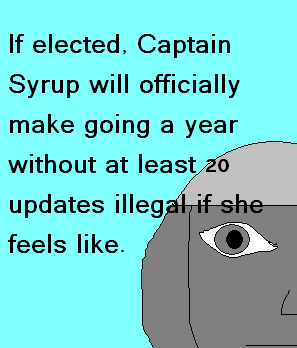 If elected, Captain
Syrup will officially
make going a year
without at least 20
updates illegal if she
feels like.